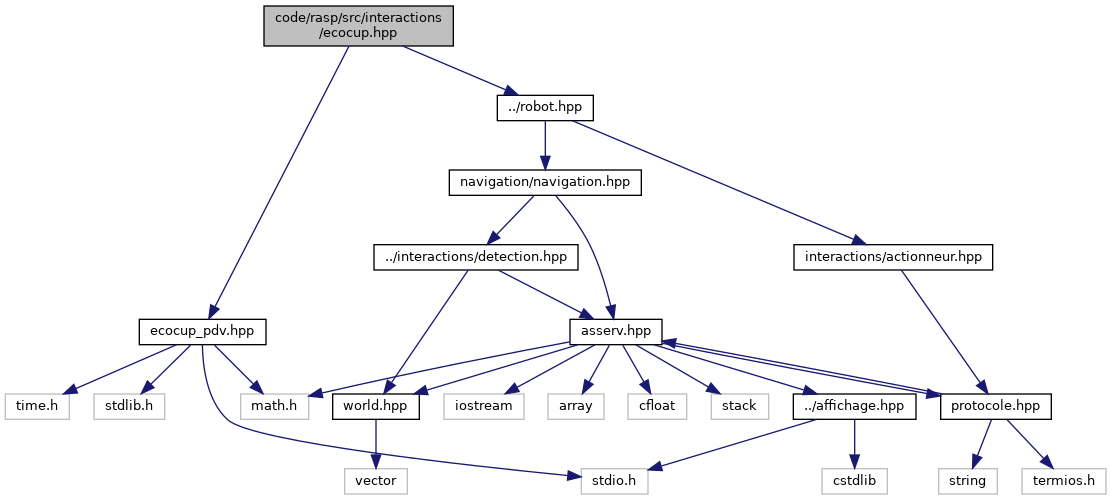 code/rasp/src/interactions
/ecocup.hpp
../robot.hpp
navigation/navigation.hpp
../interactions/detection.hpp
interactions/actionneur.hpp
ecocup_pdv.hpp
asserv.hpp
time.h
stdlib.h
math.h
world.hpp
iostream
array
cfloat
stack
../affichage.hpp
protocole.hpp
vector
stdio.h
cstdlib
string
termios.h